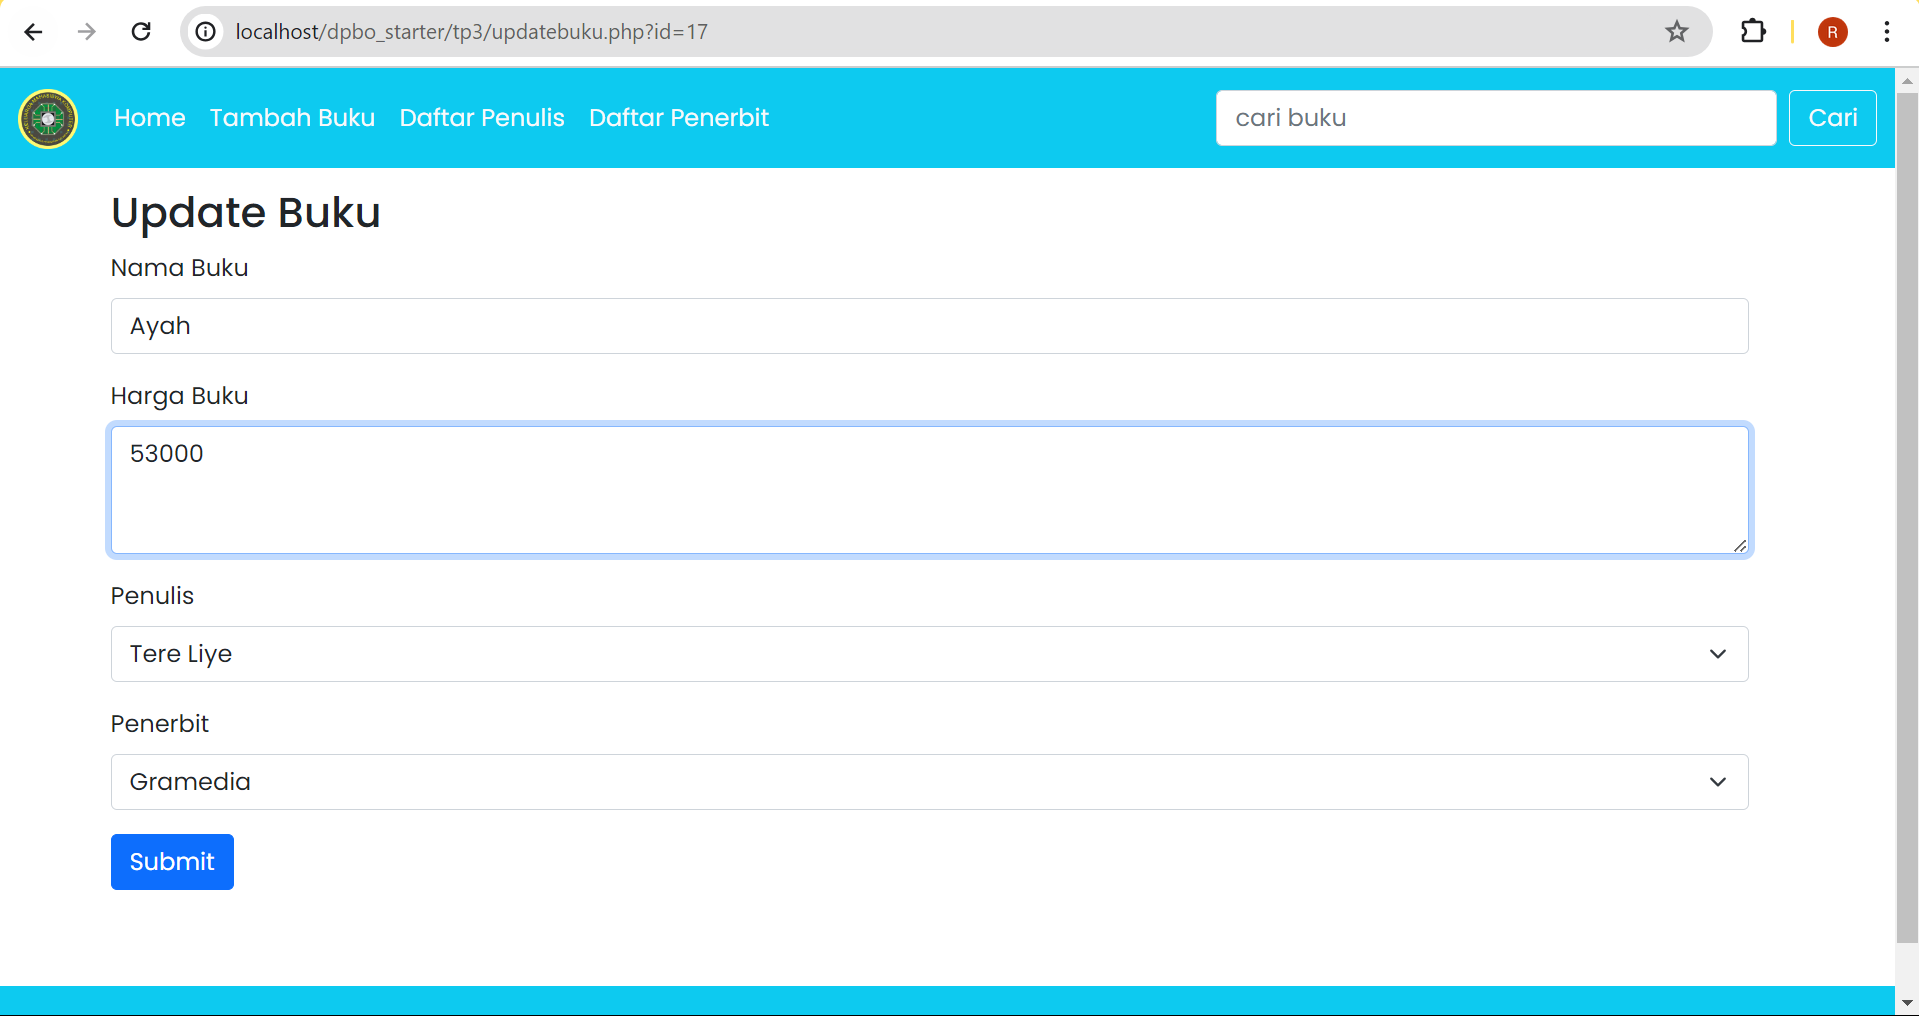 localhost/dpbo_starter/tp3/updatebuku.php?id=17
R
Home Tambah Buku Daftar Penulis Daftar Penerbit cari buku Cari
Update Buku
Nama Buku
Ayah
Harga Buku
53000
Penulis
Tere Liye
Penerbit
Gramedia
Submit